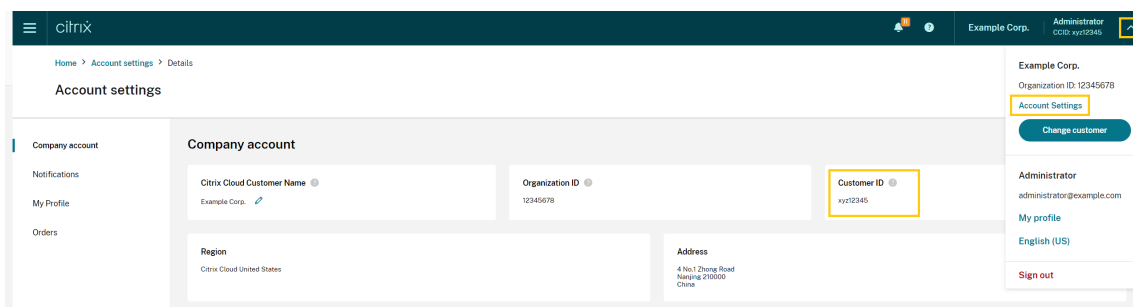 citrix
11
?
Example Corp.
Administrator
CCID: xyz12345
Home > Account settings > Details
Account settings
Example Corp.
Organization ID: 12345678
Account Settings
Change customer
Administrator
administrator@example.com
My profile
English (US)
Sign out
Company account
Notifications
My Profile
Orders
Company account
Citrix Cloud Customer Name ?
Example Corp.
Organization ID ?
12345678
Customer ID ?
xyz12345
Region
Citrix Cloud United States
Address
4 No.1 Zhong Road
Nanjing 210000
China